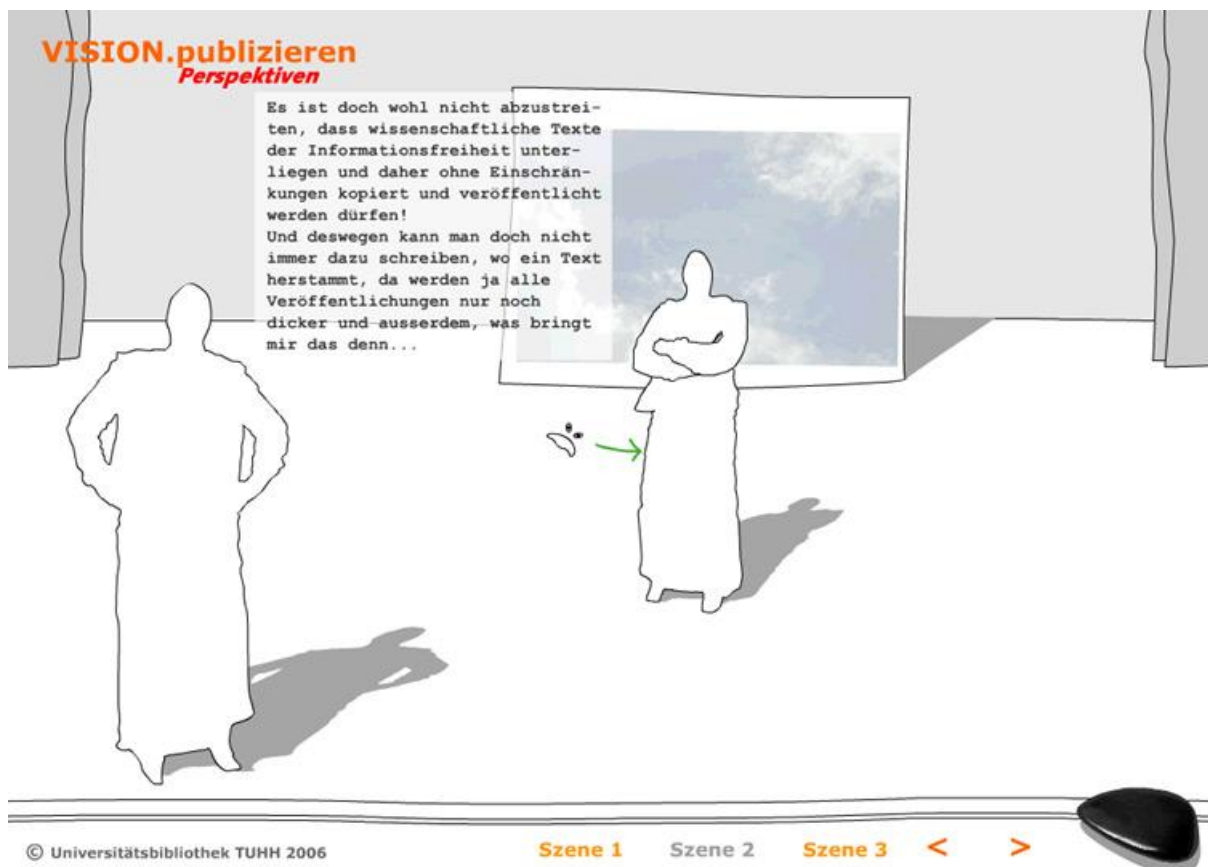 VISION.publizieren
Perspektiven
Es ist doch wohl nicht abzustrei-
ten, dass wissenschaftliche Texte
der Informationsfreiheit unter-
liegen und daher ohne Einschrän-
kungen kopiert und veröffentlicht
werden dürfen!
Und deswegen kann man doch nicht
immer dazu schreiben, wo ein Text
herstammt, da werden ja alle
Veröffentlichungen nur noch
dicker und ausserdem, was bringt
mir das denn...
© Universitätsbibliothek TUHH 2006 Szene 1 Szene 2 Szene 3 < >